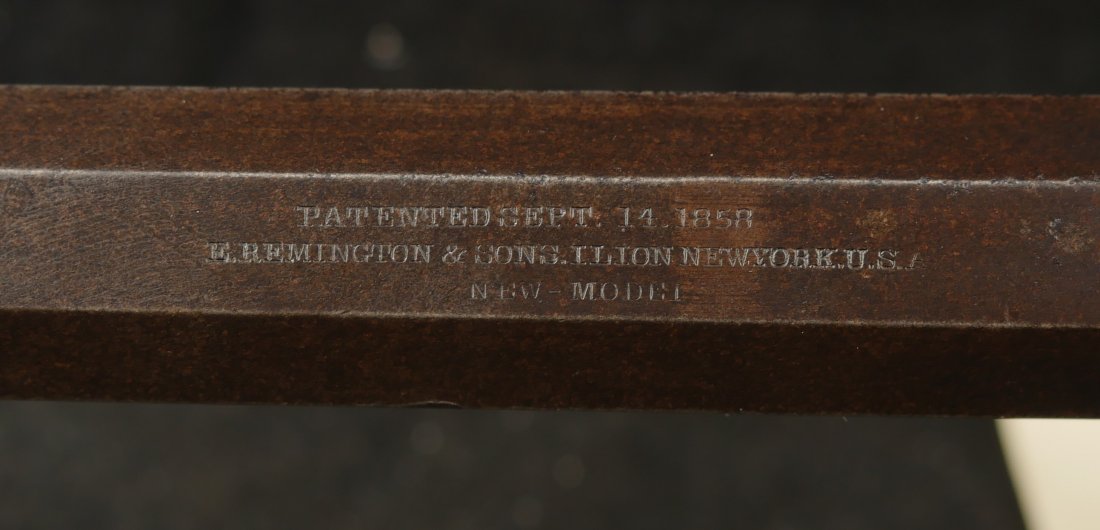 PATENTED SEPT. 14. 1858
E. REMINGTON & SONS. ILION NEW YORK. U.S.A
NEW-MODEL